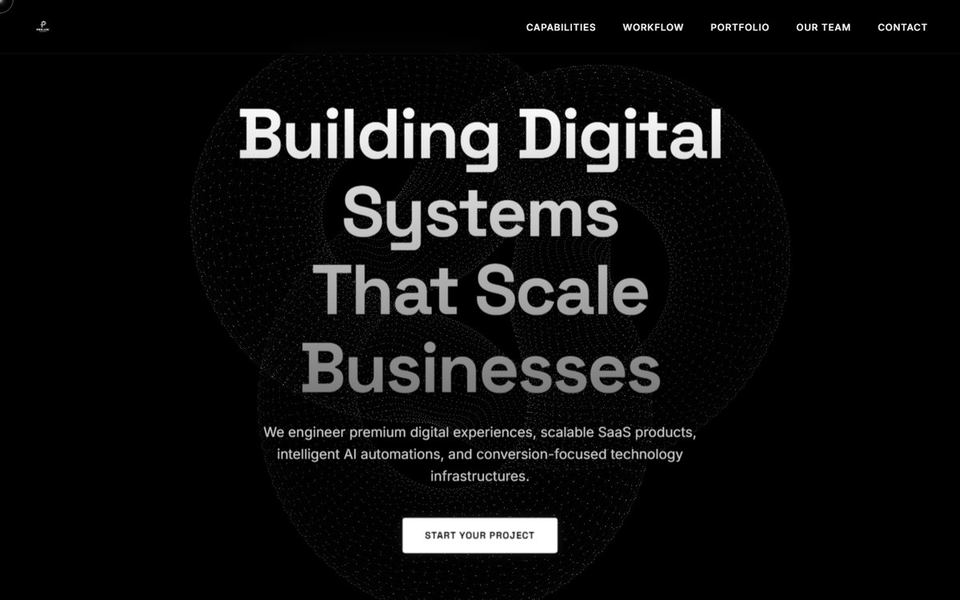 CAPABILITIES WORKFLOW PORTFOLIO OUR TEAM CONTACT
Building Digital
Systems
That Scale
Businesses
We engineer premium digital experiences, scalable SaaS products,
intelligent AI automations, and conversion-focused technology
infrastructures.
START YOUR PROJECT